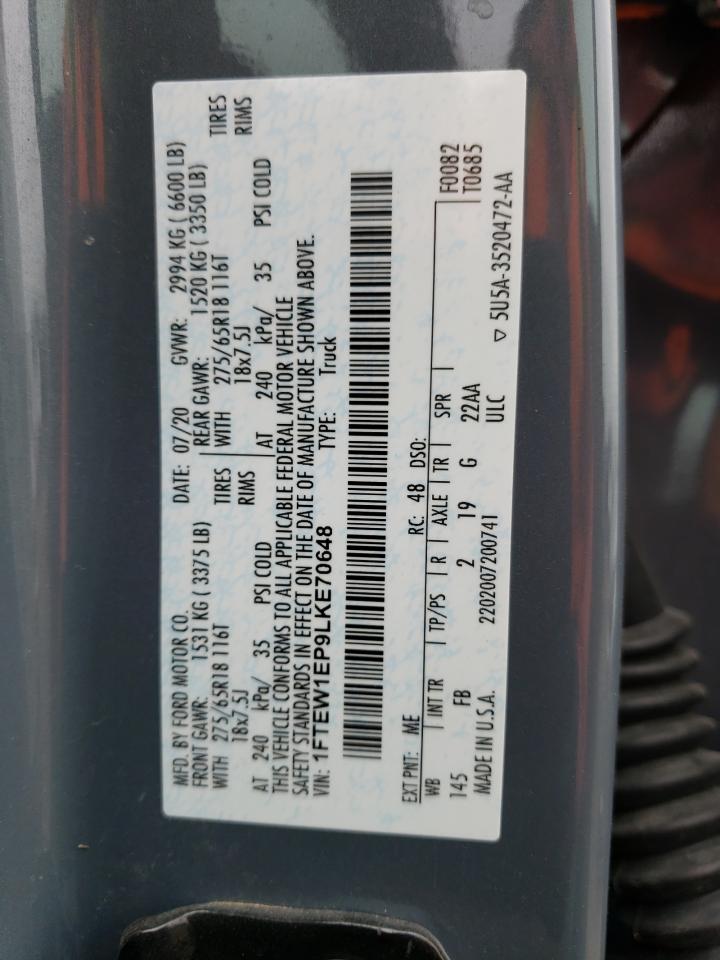 MFD. BY FORD MOTOR CO. DATE: 07/20 GVWR: 2994 KG ( 6600 LB)
FRONT GAWR: 1531 KG ( 3375 LB) REAR GAWR: 1520 KG ( 3350 LB)
WITH 275/65R18 116T TIRES WITH 275/65R18 116T TIRES
18x7.5J RIMS 18x7.5J RIMS
AT 240 kPa/ 35 PSI COLD AT 240 kPa/ 35 PSI COLD
THIS VEHICLE CONFORMS TO ALL APPLICABLE FEDERAL MOTOR VEHICLE
SAFETY STANDARDS IN EFFECT ON THE DATE OF MANUFACTURE SHOWN ABOVE.
VIN: 1FTEW1EP9LKE70648 TYPE: Truck
EXT PNT: ME RC: 48 DSO: F0082
WB INT TR TP/PS R AXLE TR SPR T0685
145 FB 2 19 G 22AA
MADE IN U.S.A. 2202007200741 ULC ▽ 5U5A-3520472-AA